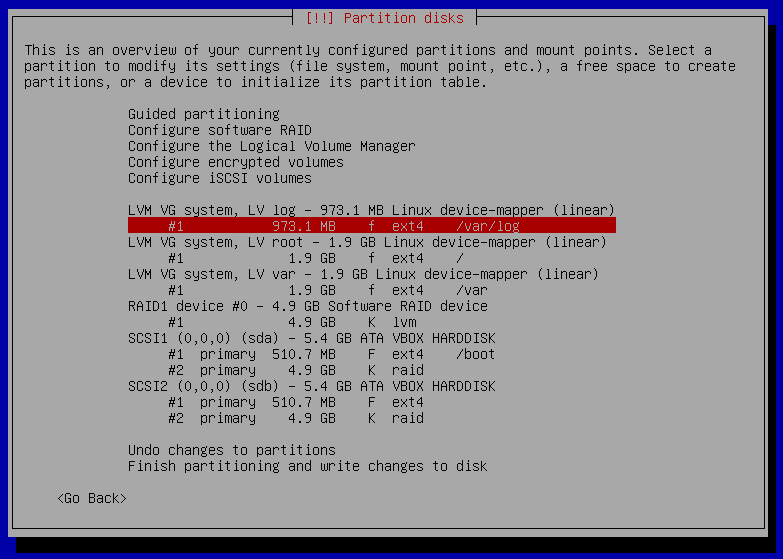 [!!] Partition disks
This is an overview of your currently configured partitions and mount points. Select a
partition to modify its settings (file system, mount point, etc.), a free space to create
partitions, or a device to initialize its partition table.
Guided partitioning
Configure software RAID
Configure the Logical Volume Manager
Configure encrypted volumes
Configure iSCSI volumes
LVM VG system, LV log - 973.1 MB Linux device-mapper (linear)
#1 973.1 MB f ext4 /var/log
LVM VG system, LV root - 1.9 GB Linux device-mapper (linear)
#1 1.9 GB f ext4 /
LVM VG system, LV var - 1.9 GB Linux device-mapper (linear)
#1 1.9 GB f ext4 /var
RAID1 device #0 - 4.9 GB Software RAID device
#1 4.9 GB K lvm
SCSI1 (0,0,0) (sda) - 5.4 GB ATA VBOX HARDDISK
#1 primary 510.7 MB F ext4 /boot
#2 primary 4.9 GB K raid
SCSI2 (0,0,0) (sdb) - 5.4 GB ATA VBOX HARDDISK
#1 primary 510.7 MB F ext4
#2 primary 4.9 GB K raid
Undo changes to partitions
Finish partitioning and write changes to disk
<Go Back>